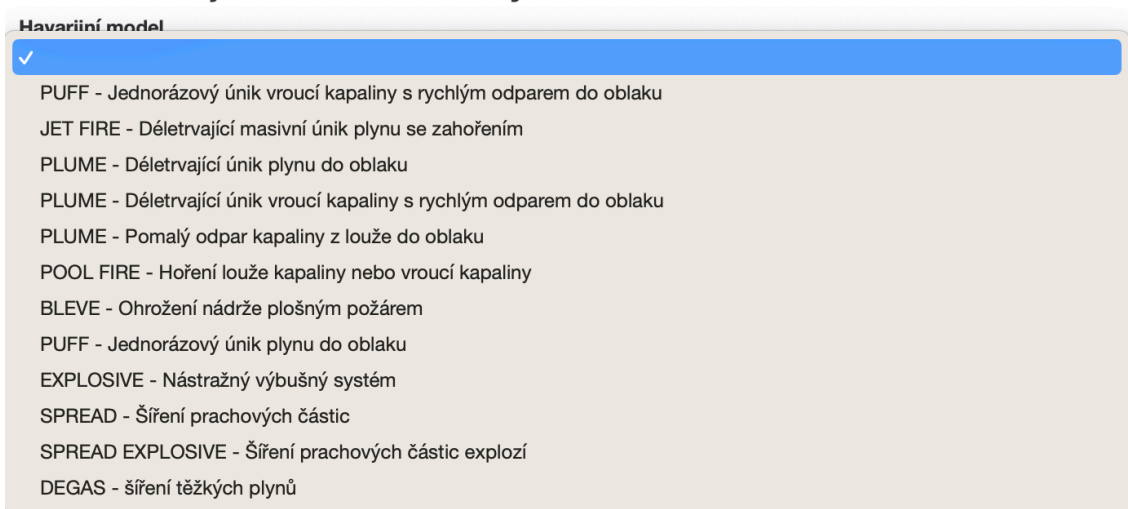 Havarijní model
✓
PUFF - Jednorázový únik vroucí kapaliny s rychlým odparem do oblaku
JET FIRE - Déletrvající masivní únik plynu se zahořením
PLUME - Déletrvající únik plynu do oblaku
PLUME - Déletrvající únik vroucí kapaliny s rychlým odparem do oblaku
PLUME - Pomalý odpar kapaliny z louže do oblaku
POOL FIRE - Hoření louže kapaliny nebo vroucí kapaliny
BLEVE - Ohrožení nádrže plošným požárem
PUFF - Jednorázový únik plynu do oblaku
EXPLOSIVE - Nástražný výbušný systém
SPREAD - Šíření prachových částic
SPREAD EXPLOSIVE - Šíření prachových částic explozí
DEGAS - šíření těžkých plynů